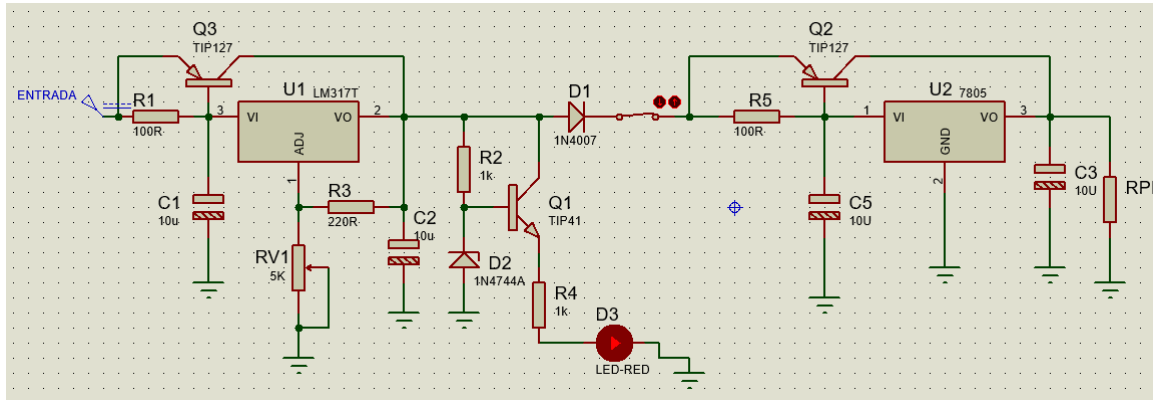 Q3
TIP127
Q2
TIP127
ENTRADA
R1
100R
U1
LM317T
3
VI
VO
2
ADJ
1
D1
1N4007
R5
100R
U2
7805
1
VI
VO
3
GND
2
R2
1k
C1
10u
R3
220R
C2
10u
Q1
TIP41
C5
10U
C3
10U
RV1
5K
D2
1N4744A
R4
1k
D3
LED-RED